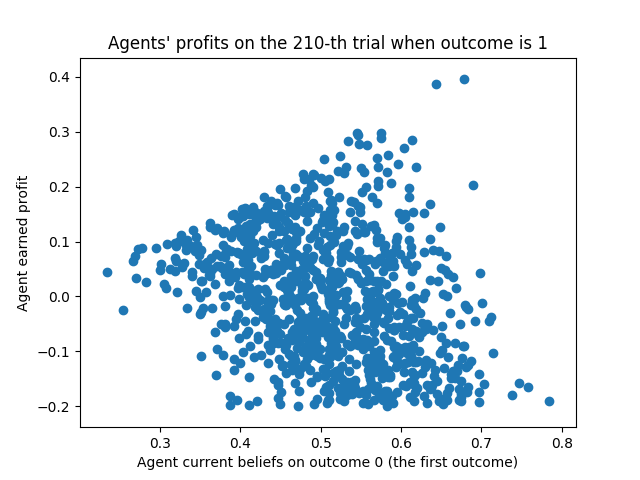 Agents' profits on the 210-th trial when outcome is 1
Agent earned profit
0.4
0.3
0.2
0.1
0.0
−0.1
−0.2
0.3 0.4 0.5 0.6 0.7 0.8
Agent current beliefs on outcome 0 (the first outcome)